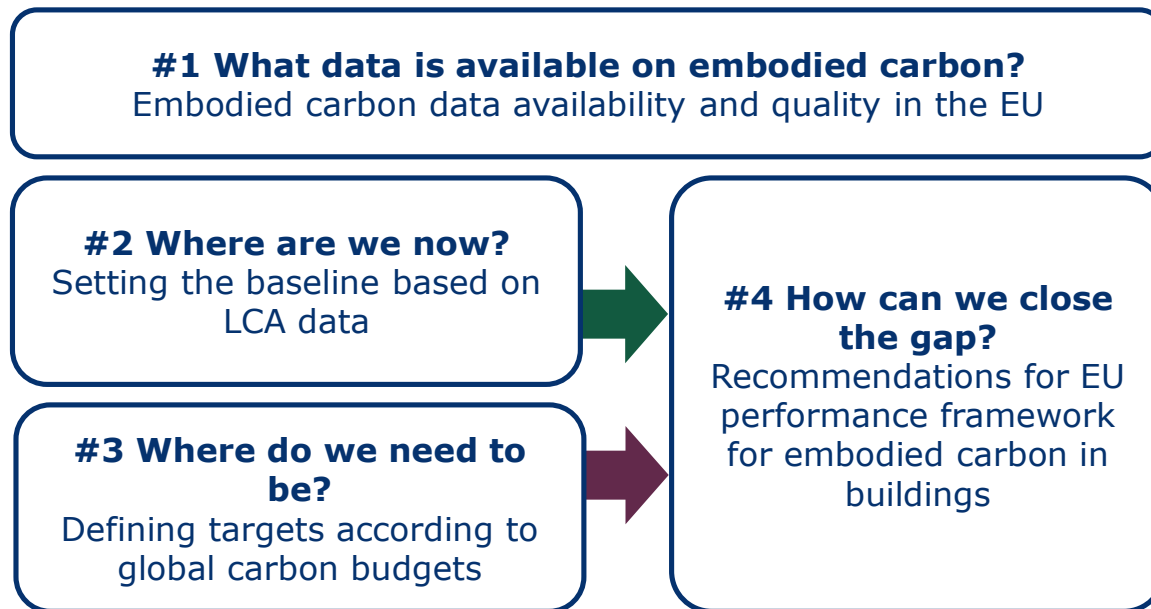 #1 What data is available on embodied carbon?
Embodied carbon data availability and quality in the EU
#2 Where are we now?
Setting the baseline based on
LCA data
#3 Where do we need to
be?
Defining targets according to
global carbon budgets
#4 How can we close
the gap?
Recommendations for EU
performance framework
for embodied carbon in
buildings